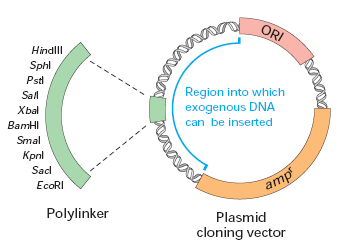 HindIII
SphI
PstI
SalI
XbaI
BamHI
SmaI
KpnI
SacI
EcoRI
Polylinker
ORI
Region into which
exogenous DNA
can be inserted
ampr
Plasmid
cloning vector